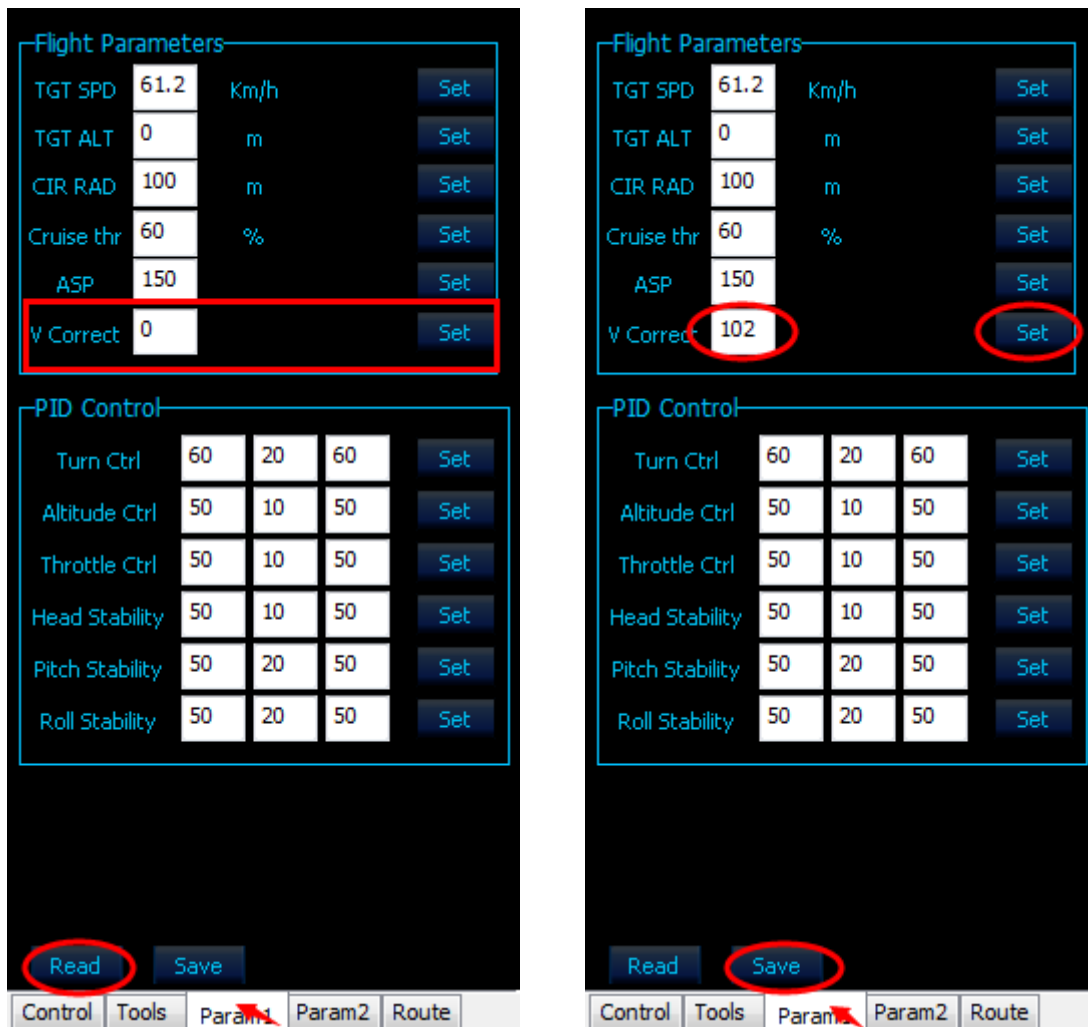 Flight Parameters
TGT SPD 61.2 Km/h Set
TGT ALT 0 m Set
CIR RAD 100 m Set
Cruise thr 60 % Set
ASP 150 Set
V Correct 0 Set
PID Control
Turn Ctrl 60 20 60 Set
Altitude Ctrl 50 10 50 Set
Throttle Ctrl 50 10 50 Set
Head Stability 50 10 50 Set
Pitch Stability 50 20 50 Set
Roll Stability 50 20 50 Set
Read Save
Control Tools Param1 Param2 Route
Flight Parameters
TGT SPD 61.2 Km/h Set
TGT ALT 0 m Set
CIR RAD 100 m Set
Cruise thr 60 % Set
ASP 150 Set
V Correct 102 Set
PID Control
Turn Ctrl 60 20 60 Set
Altitude Ctrl 50 10 50 Set
Throttle Ctrl 50 10 50 Set
Head Stability 50 10 50 Set
Pitch Stability 50 20 50 Set
Roll Stability 50 20 50 Set
Read Save
Control Tools Param1 Param2 Route